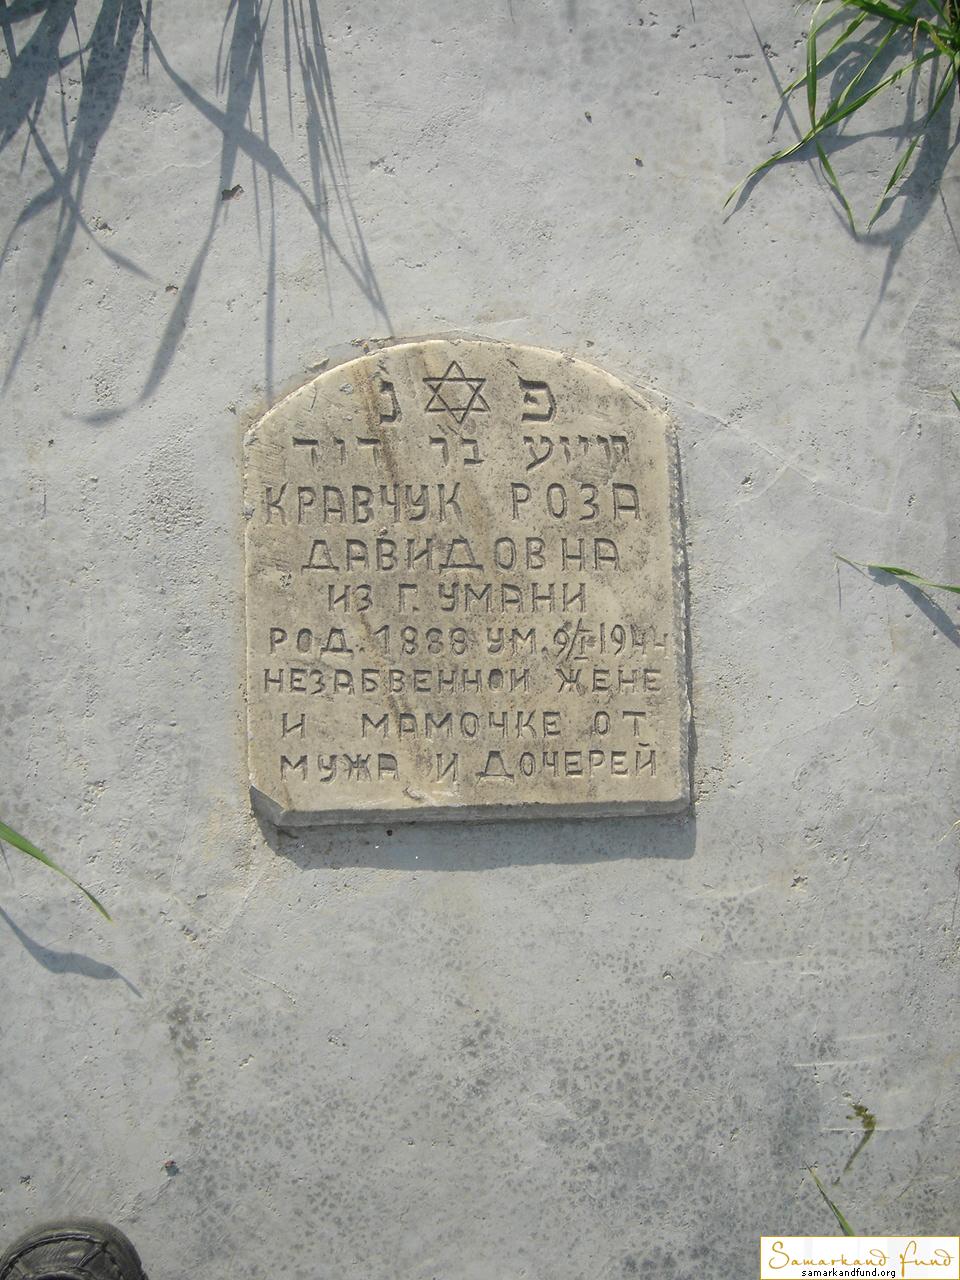 פ נ
רייזע בר דוד
КРАВЧУК РОЗА
ДАВИДОВНА
ИЗ Г. УМАНИ
РОД. 1888 УМ. 9/I 1944
НЕЗАБВЕННОИ ЖЕНЕ
И МАМОЧКЕ ОТ
МУЖА И ДОЧЕРЕЙ
Samarkand fund
samarkandfund.org